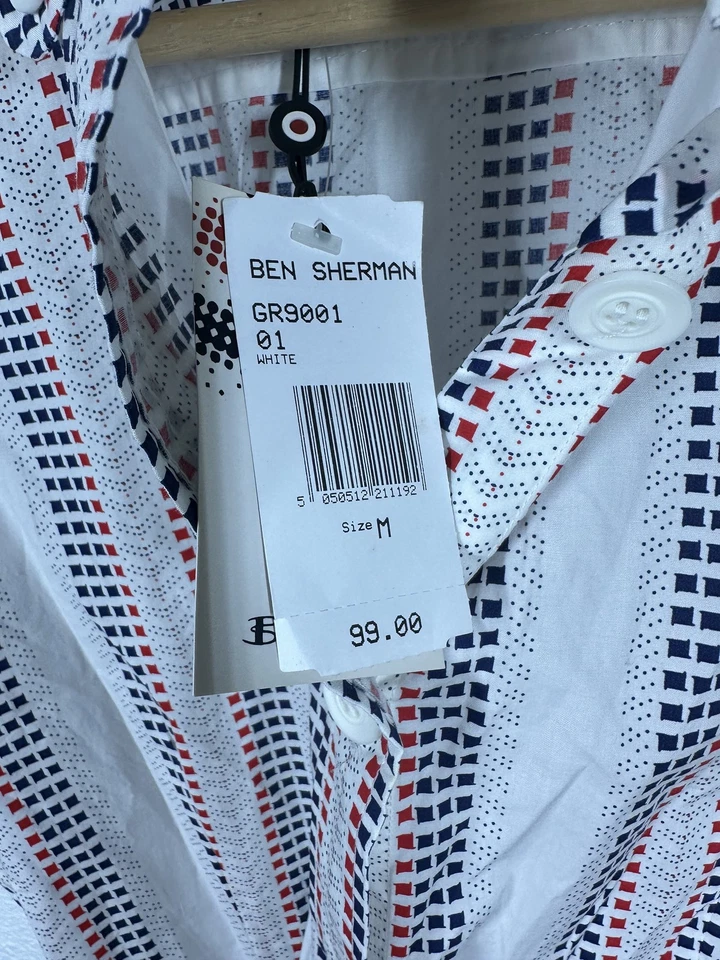 BEN SHERMAN
GR9001
01
WHITE
5 050512 211192
Size M
99.00
B